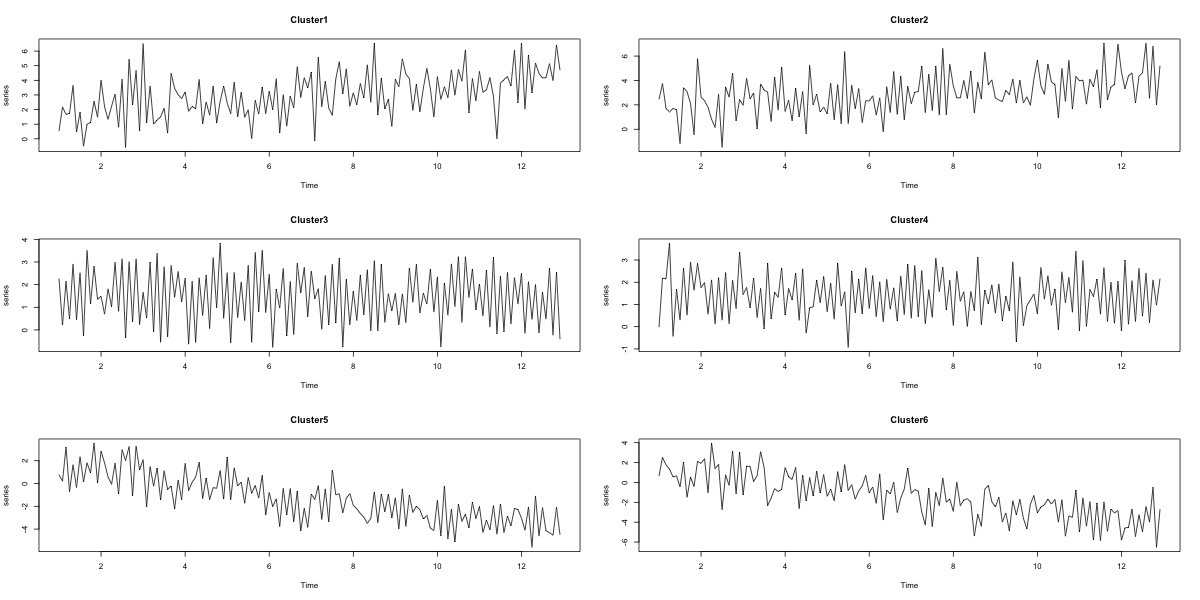 Cluster1
series
0 1 2 3 4 5 6
2 4 6 8 10 12
Time
Cluster2
series
0 2 4 6
2 4 6 8 10 12
Time
Cluster3
series
0 1 2 3 4
2 4 6 8 10 12
Time
Cluster4
series
-1 0 1 2 3
2 4 6 8 10 12
Time
Cluster5
series
-4 -2 0 2
2 4 6 8 10 12
Time
Cluster6
series
-6 -4 -2 0 2 4
2 4 6 8 10 12
Time